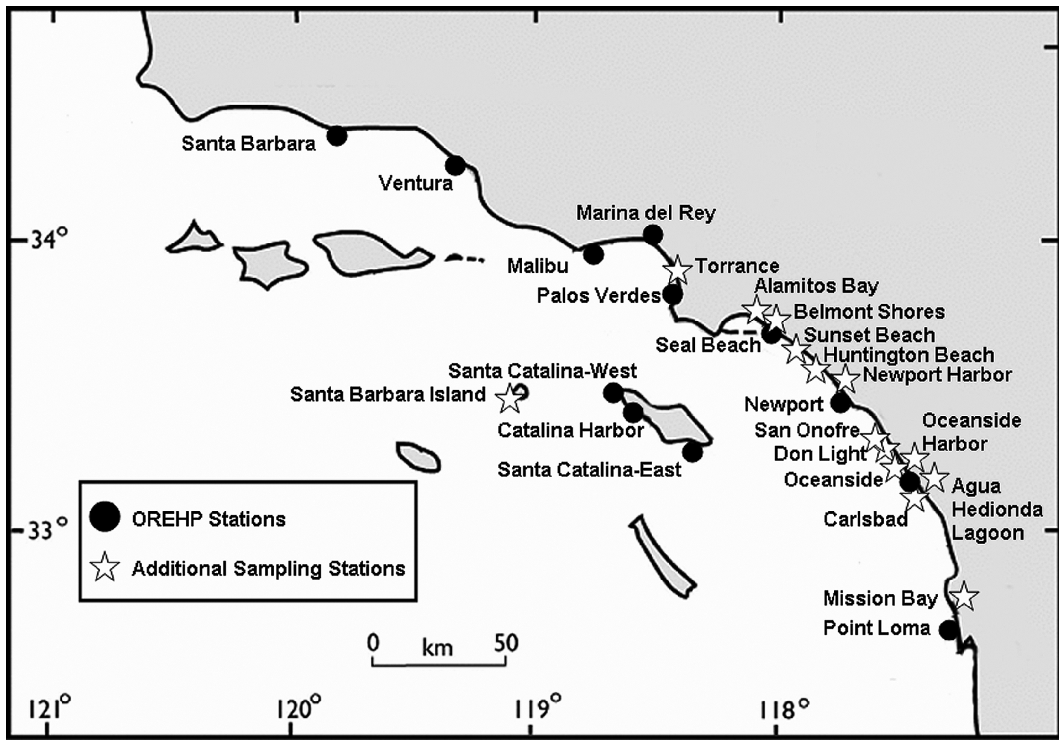 Santa Barbara
Ventura
Marina del Rey
34°
Malibu
Torrance
Palos Verdes
Alamitos Bay
Belmont Shores
Sunset Beach
Seal Beach
Huntington Beach
Santa Catalina-West
Newport Harbor
Santa Barbara Island
Newport
Catalina Harbor
San Onofre
Oceanside
Harbor
Don Light
Santa Catalina-East
Oceanside
Agua
Hedionda
Lagoon
Carlsbad
OREHP Stations
33°
Additional Sampling Stations
Mission Bay
Point Loma
0 km 50
121° 120° 119° 118°